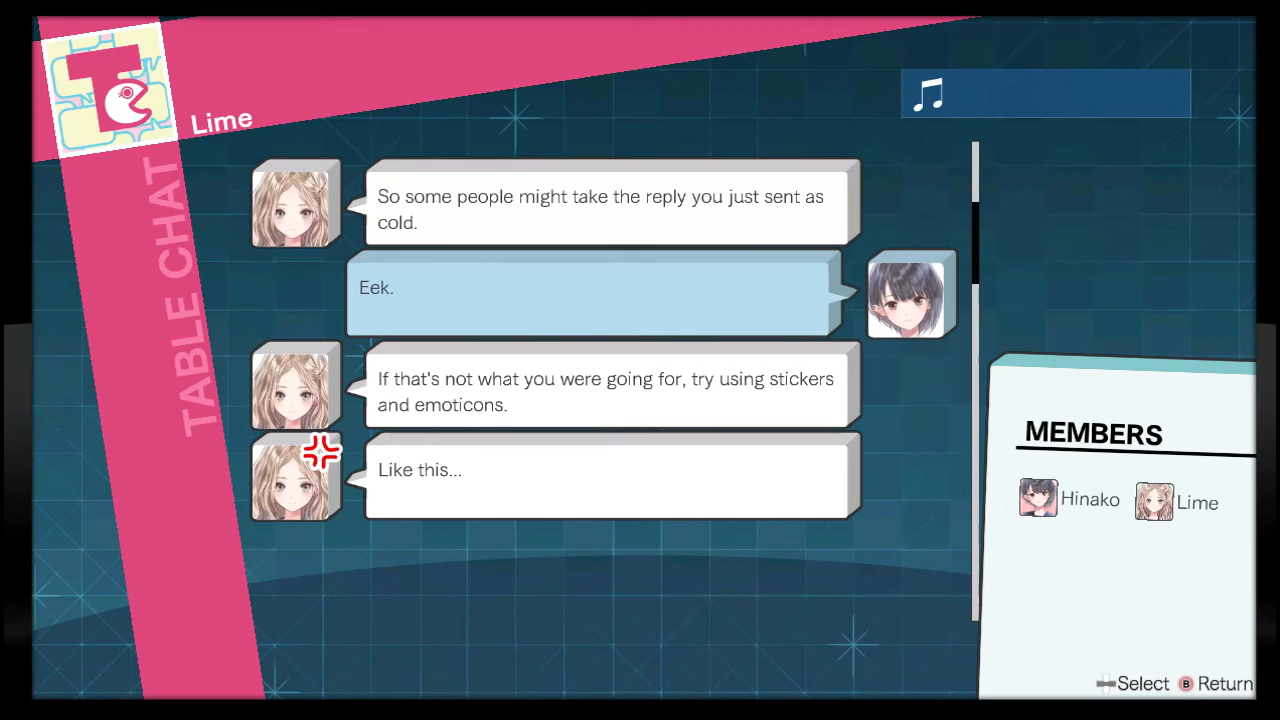 Lime
TABLE CHAT
So some people might take the reply you just sent as
cold.
Eek.
If that's not what you were going for, try using stickers
and emoticons.
Like this...
MEMBERS
Hinako
Lime
Select
B Return